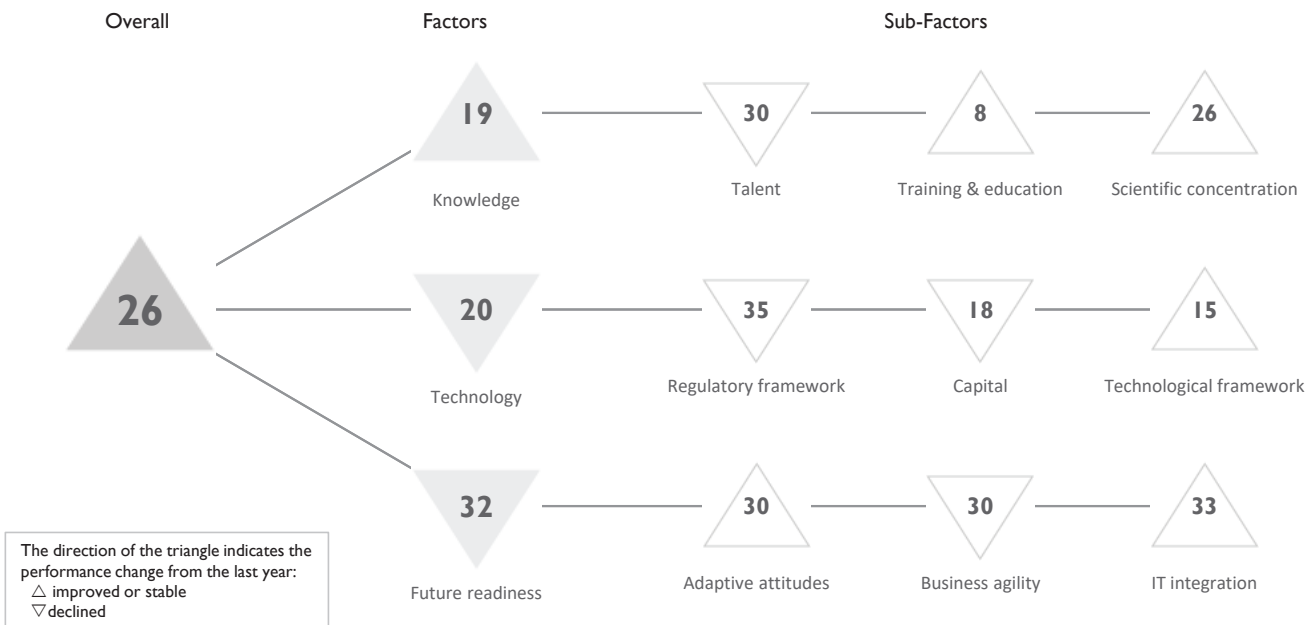 Overall Factors Sub-Factors
19 30 8 26
Knowledge Talent Training & education Scientific concentration
26
20 35 18 15
Technology Regulatory framework Capital Technological framework
32 30 30 33
Future readiness Adaptive attitudes Business agility IT integration
The direction of the triangle indicates the
performance change from the last year:
△ improved or stable
▽ declined